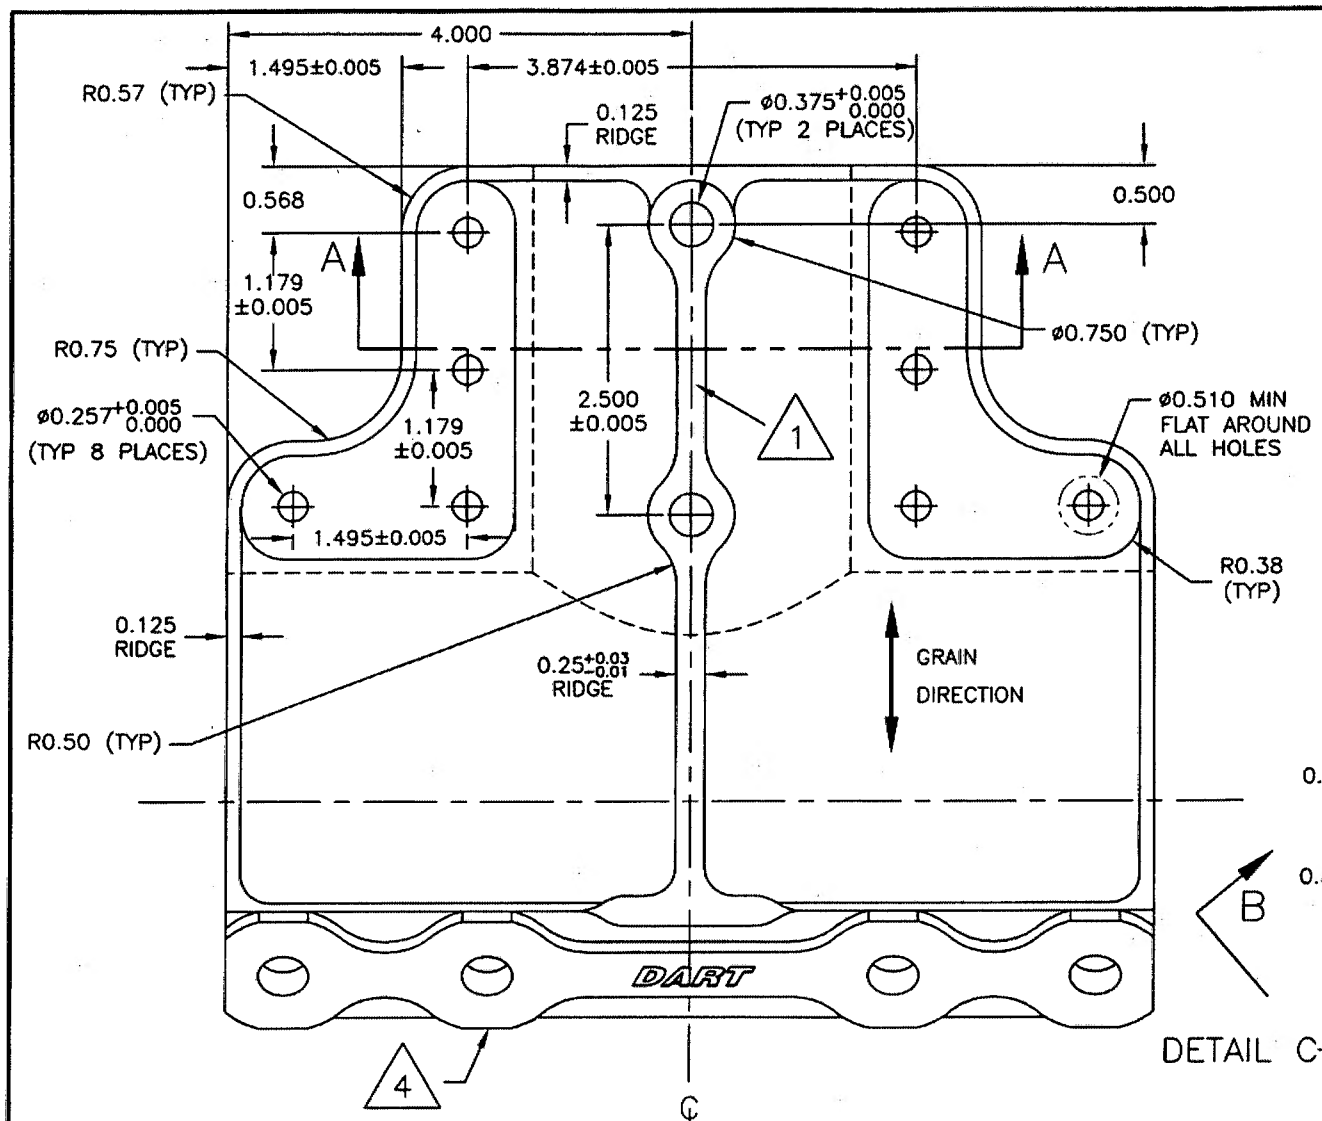 4.000
1.495±0.005
3.874±0.005
R0.57 (TYP)
0.125
RIDGE
ø0.375+0.005
0.000
(TYP 2 PLACES)
0.568
0.500
A
A
1.179
±0.005
R0.75 (TYP)
ø0.750 (TYP)
ø0.257+0.005
0.000
(TYP 8 PLACES)
1.179
±0.005
2.500
±0.005
1
ø0.510 MIN
FLAT AROUND
ALL HOLES
1.495±0.005
R0.38
(TYP)
0.125
RIDGE
0.25+0.03
-0.01
RIDGE
GRAIN
DIRECTION
R0.50 (TYP)
0.
0.
B
DART
DETAIL C-
4